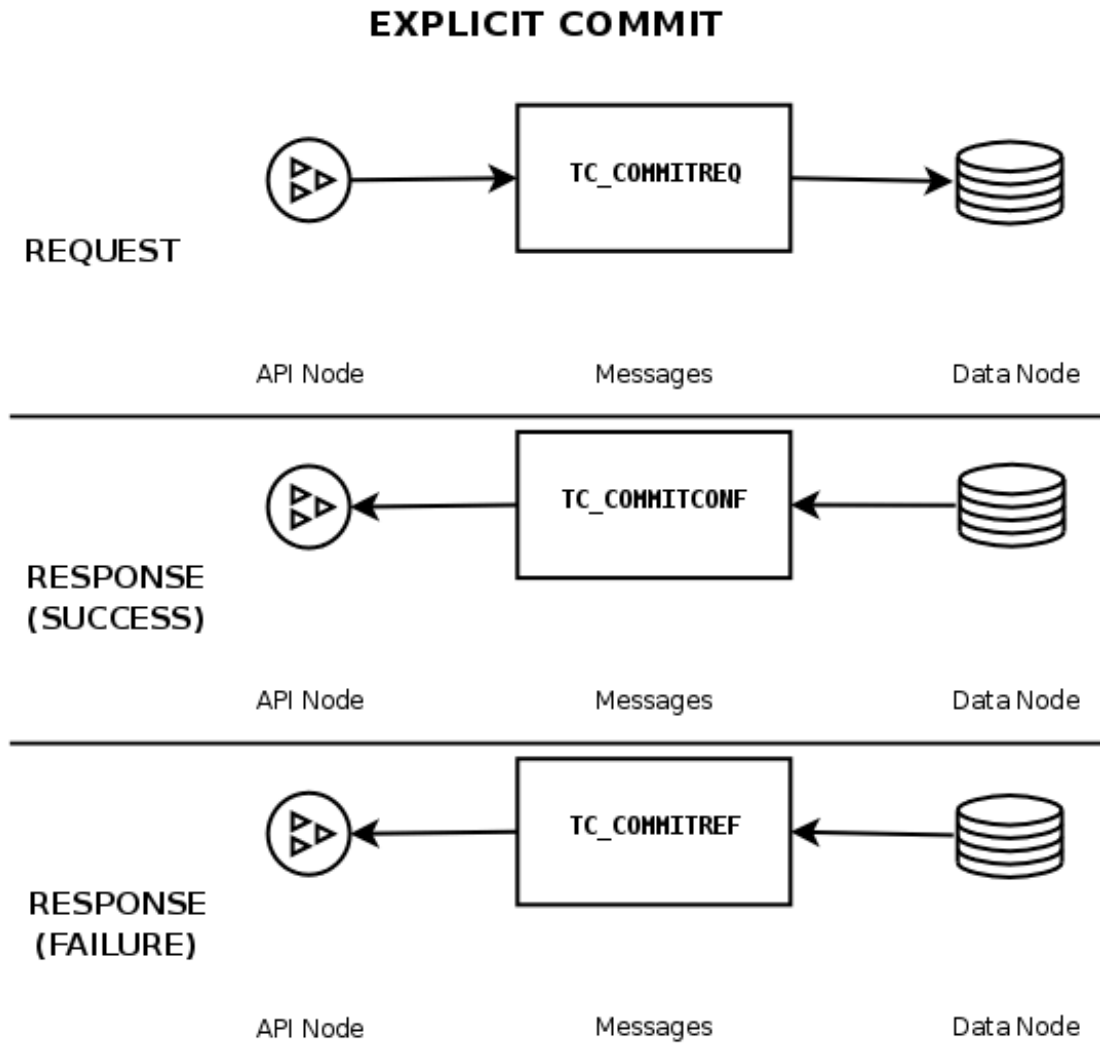 EXPLICIT COMMIT
TC_COMMITREQ
REQUEST
API Node
Messages
Data Node
TC_COMMITCONF
RESPONSE
(SUCCESS)
API Node
Messages
Data Node
TC_COMMITREF
RESPONSE
(FAILURE)
API Node
Messages
Data Node